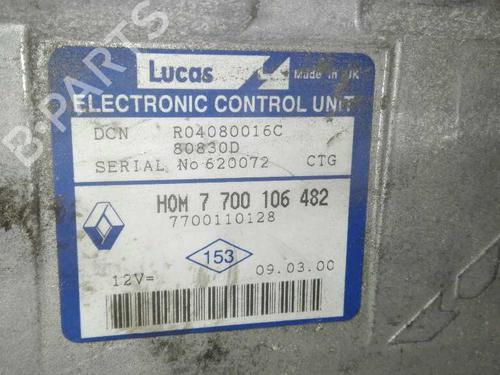 Lucas
Made in UK
ELECTRONIC CONTROL UNIT
DCN R04080016C
80830D
SERIAL No 620072 CTG
HOM 7 700 106 482
7700110128
153
12V= 09.03.00
B-PARTS